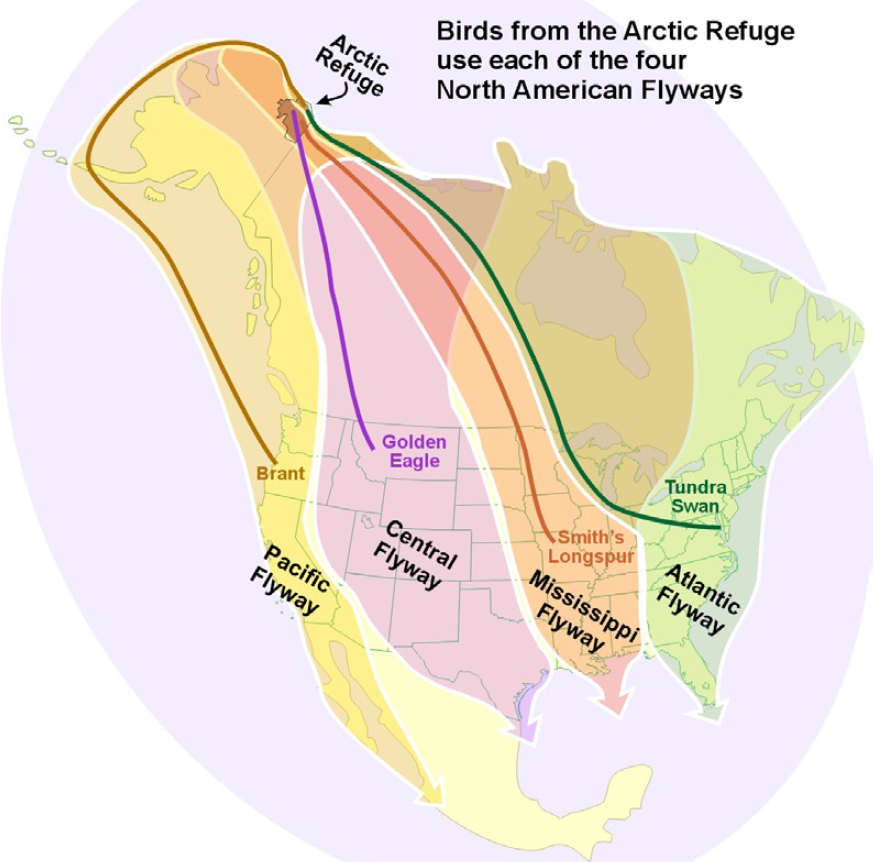 Birds from the Arctic Refuge
use each of the four
North American Flyways
Arctic
Refuge
Golden
Eagle
Brant
Tundra
Swan
Smith's
Longspur
Central
Flyway
Pacific
Flyway
Mississippi
Flyway
Atlantic
Flyway